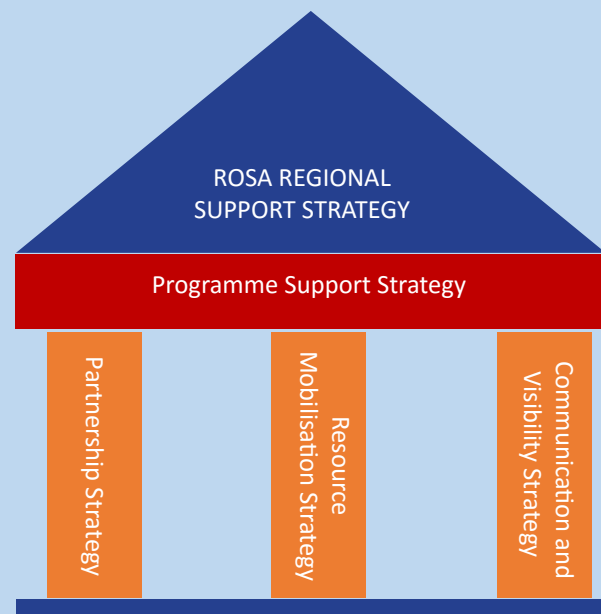 ROSA REGIONAL
SUPPORT STRATEGY
Programme Support Strategy
Partnership Strategy
Resource
Mobilisation Strategy
Communication and
Visibility Strategy